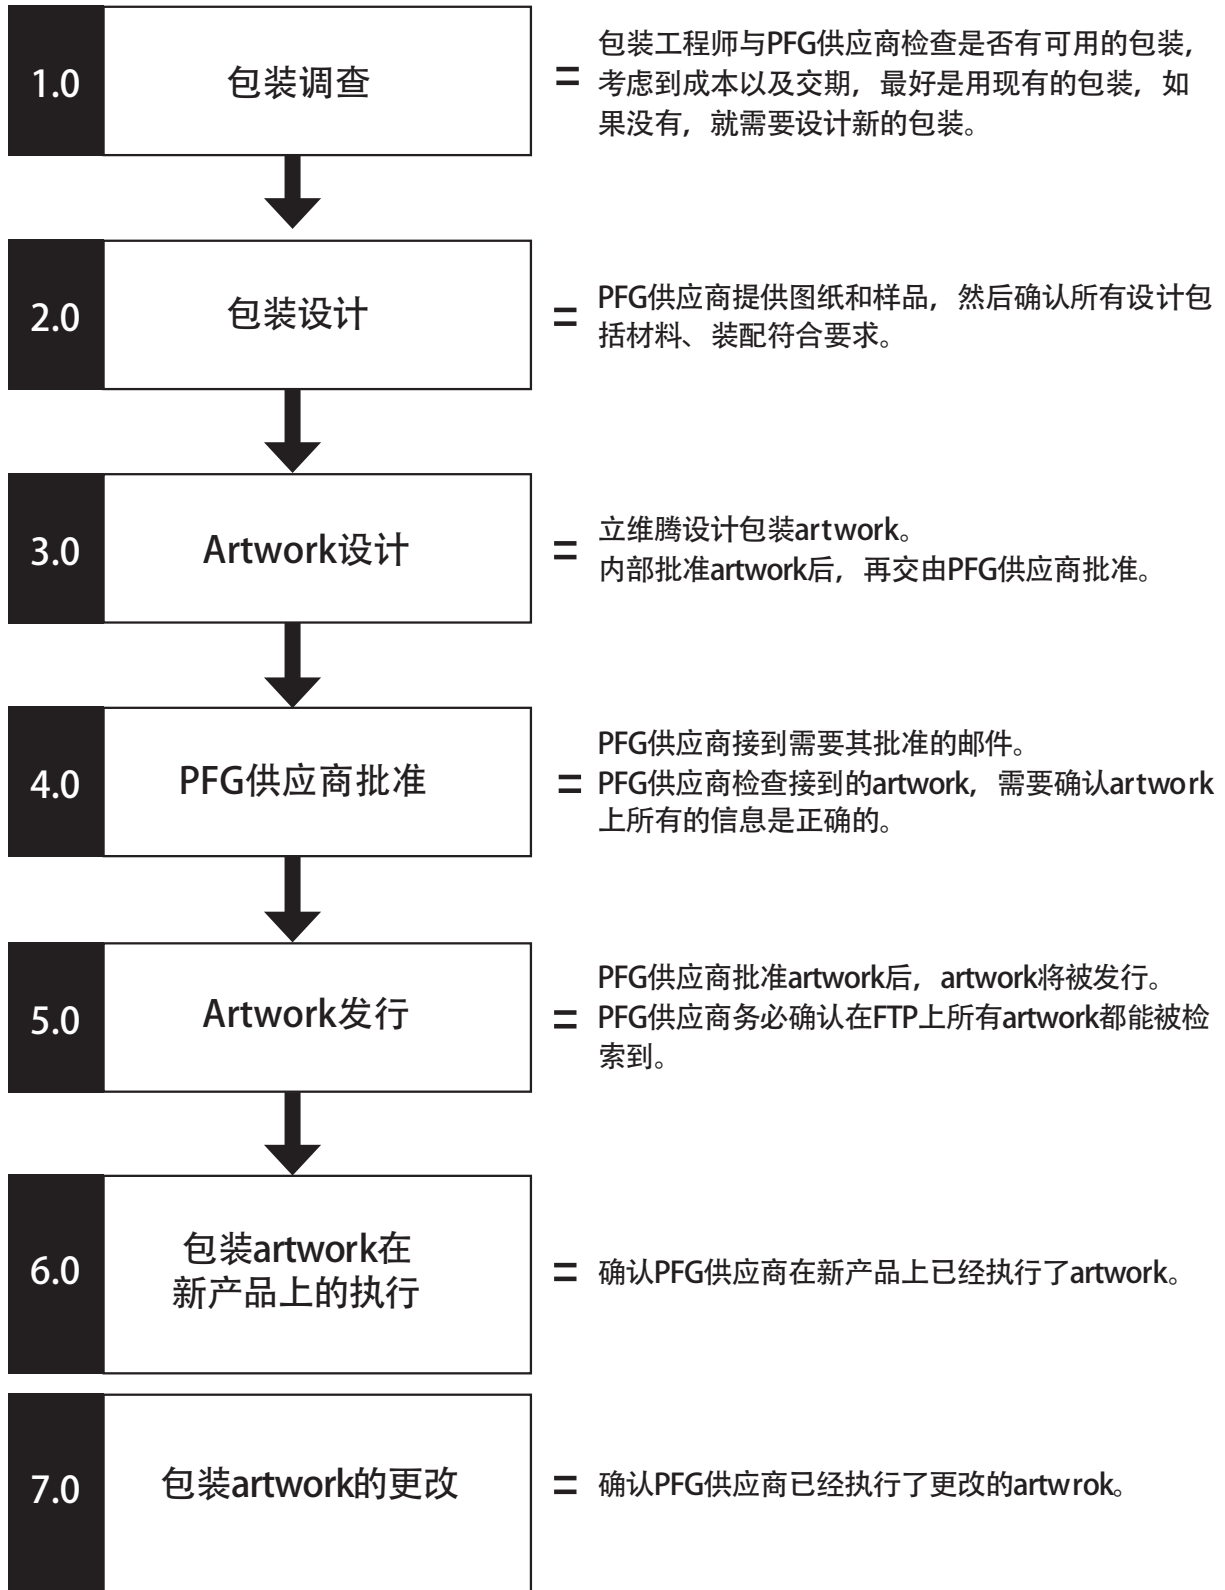 1.0
包装调查
=
包装工程师与PFG供应商检查是否有可用的包装,
考虑到成本以及交期，最好是用现有的包装，如
果没有，就需要设计新的包装。
2.0
包装设计
=
PFG供应商提供图纸和样品，然后确认所有设计包
括材料、装配符合要求。
3.0
Artwork设计
=
立维腾设计包装artwork。
内部批准artwork后，再交由PFG供应商批准。
4.0
PFG供应商批准
=
PFG供应商接到需要其批准的邮件。
PFG供应商检查接到的artwork，需要确认artwork
上所有的信息是正确的。
5.0
Artwork发行
=
PFG供应商批准artwork后，artwork将被发行。
PFG供应商务必确认在FTP上所有artwork都能被检
索到。
6.0
包装artwork在
新产品上的执行
=
确认PFG供应商在新产品上已经执行了artwork。
7.0
包装artwork的更改
=
确认PFG供应商已经执行了更改的artwrok。